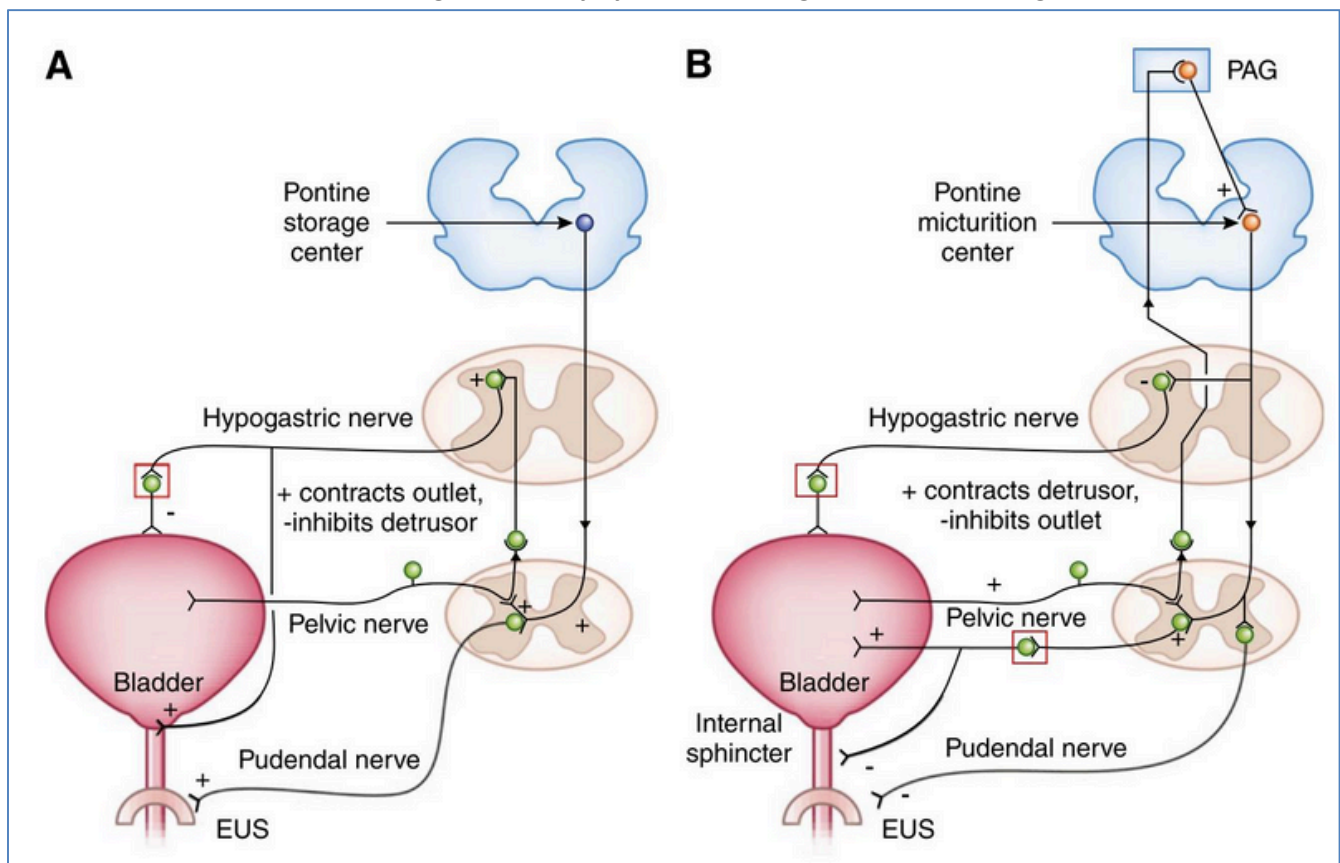 A
Pontine
storage
center
+
Hypogastric nerve
-
+ contracts outlet,
-inhibits detrusor
+
+
Pelvic nerve
Bladder
+
Pudendal nerve
+
EUS
B
PAG
+
Pontine
micturition
center
-
Hypogastric nerve
+ contracts detrusor,
-inhibits outlet
+
Pelvic nerve
+
+
Bladder
Internal
sphincter
-
Pudendal nerve
-
EUS